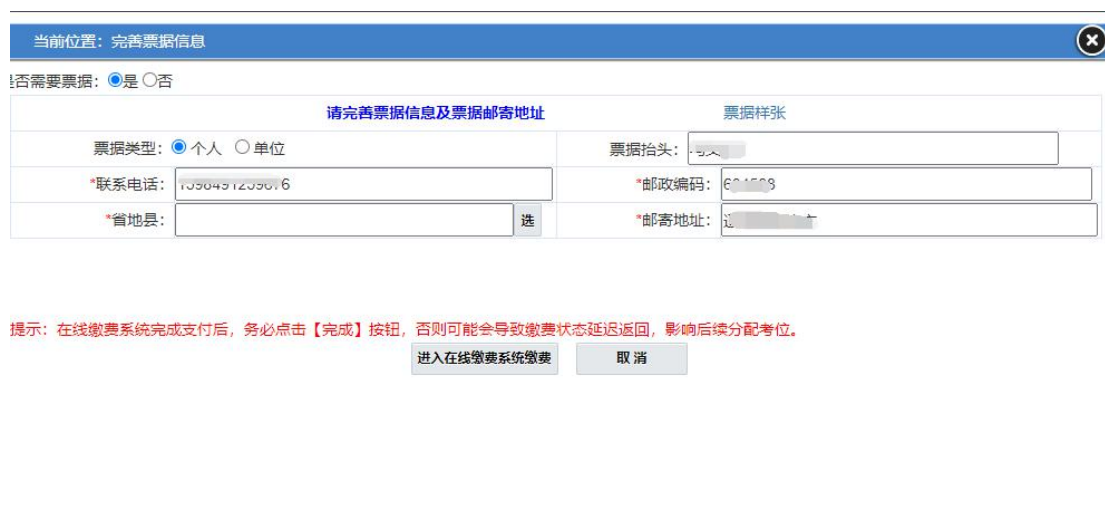 当前位置：完善票据信息
否需要票据：是 否
请完善票据信息及票据邮寄地址 票据样张
票据类型：个人 单位 票据抬头：
*联系电话： *邮政编码：
*省地县： 选 *邮寄地址：
提示：在线缴费系统完成支付后，务必点击【完成】按钮，否则可能会导致缴费状态延迟返回，影响后续分配考位。
进入在线缴费系统缴费 取消